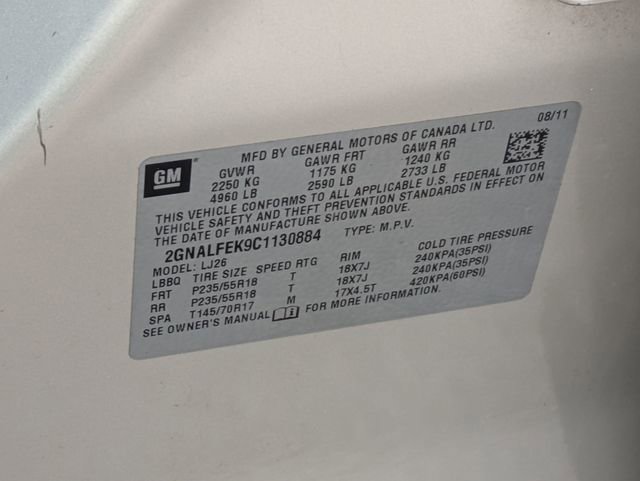 08/11
MFD BY GENERAL MOTORS OF CANADA LTD.
GM
GVWR GAWR FRT GAWR RR
2250 KG 1175 KG 1240 KG
4960 LB 2590 LB 2733 LB
THIS VEHICLE CONFORMS TO ALL APPLICABLE U.S. FEDERAL MOTOR
VEHICLE SAFETY AND THEFT PREVENTION STANDARDS IN EFFECT ON
THE DATE OF MANUFACTURE SHOWN ABOVE.
2GNALFEK9C1130884 TYPE: M.P.V.
MODEL: LJ26
LBBQ TIRE SIZE SPEED RTG RIM COLD TIRE PRESSURE
FRT P235/55R18 T 18X7J 240KPA(35PSI)
RR P235/55R18 T 18X7J 240KPA(35PSI)
SPA T145/70R17 M 17X4.5T 420KPA(60PSI)
SEE OWNER'S MANUAL FOR MORE INFORMATION.